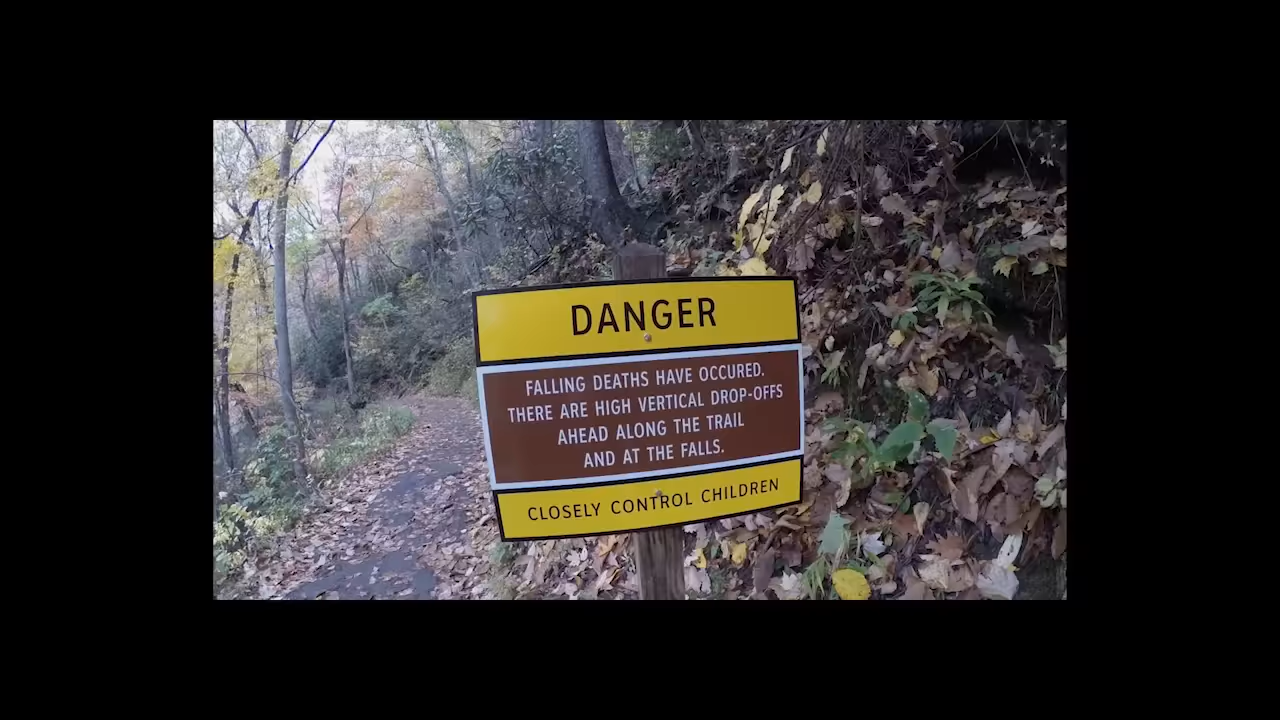 DANGER
FALLING DEATHS HAVE OCCURED.
THERE ARE HIGH VERTICAL DROP-OFFS
AHEAD ALONG THE TRAIL
AND AT THE FALLS.
CLOSELY CONTROL CHILDREN